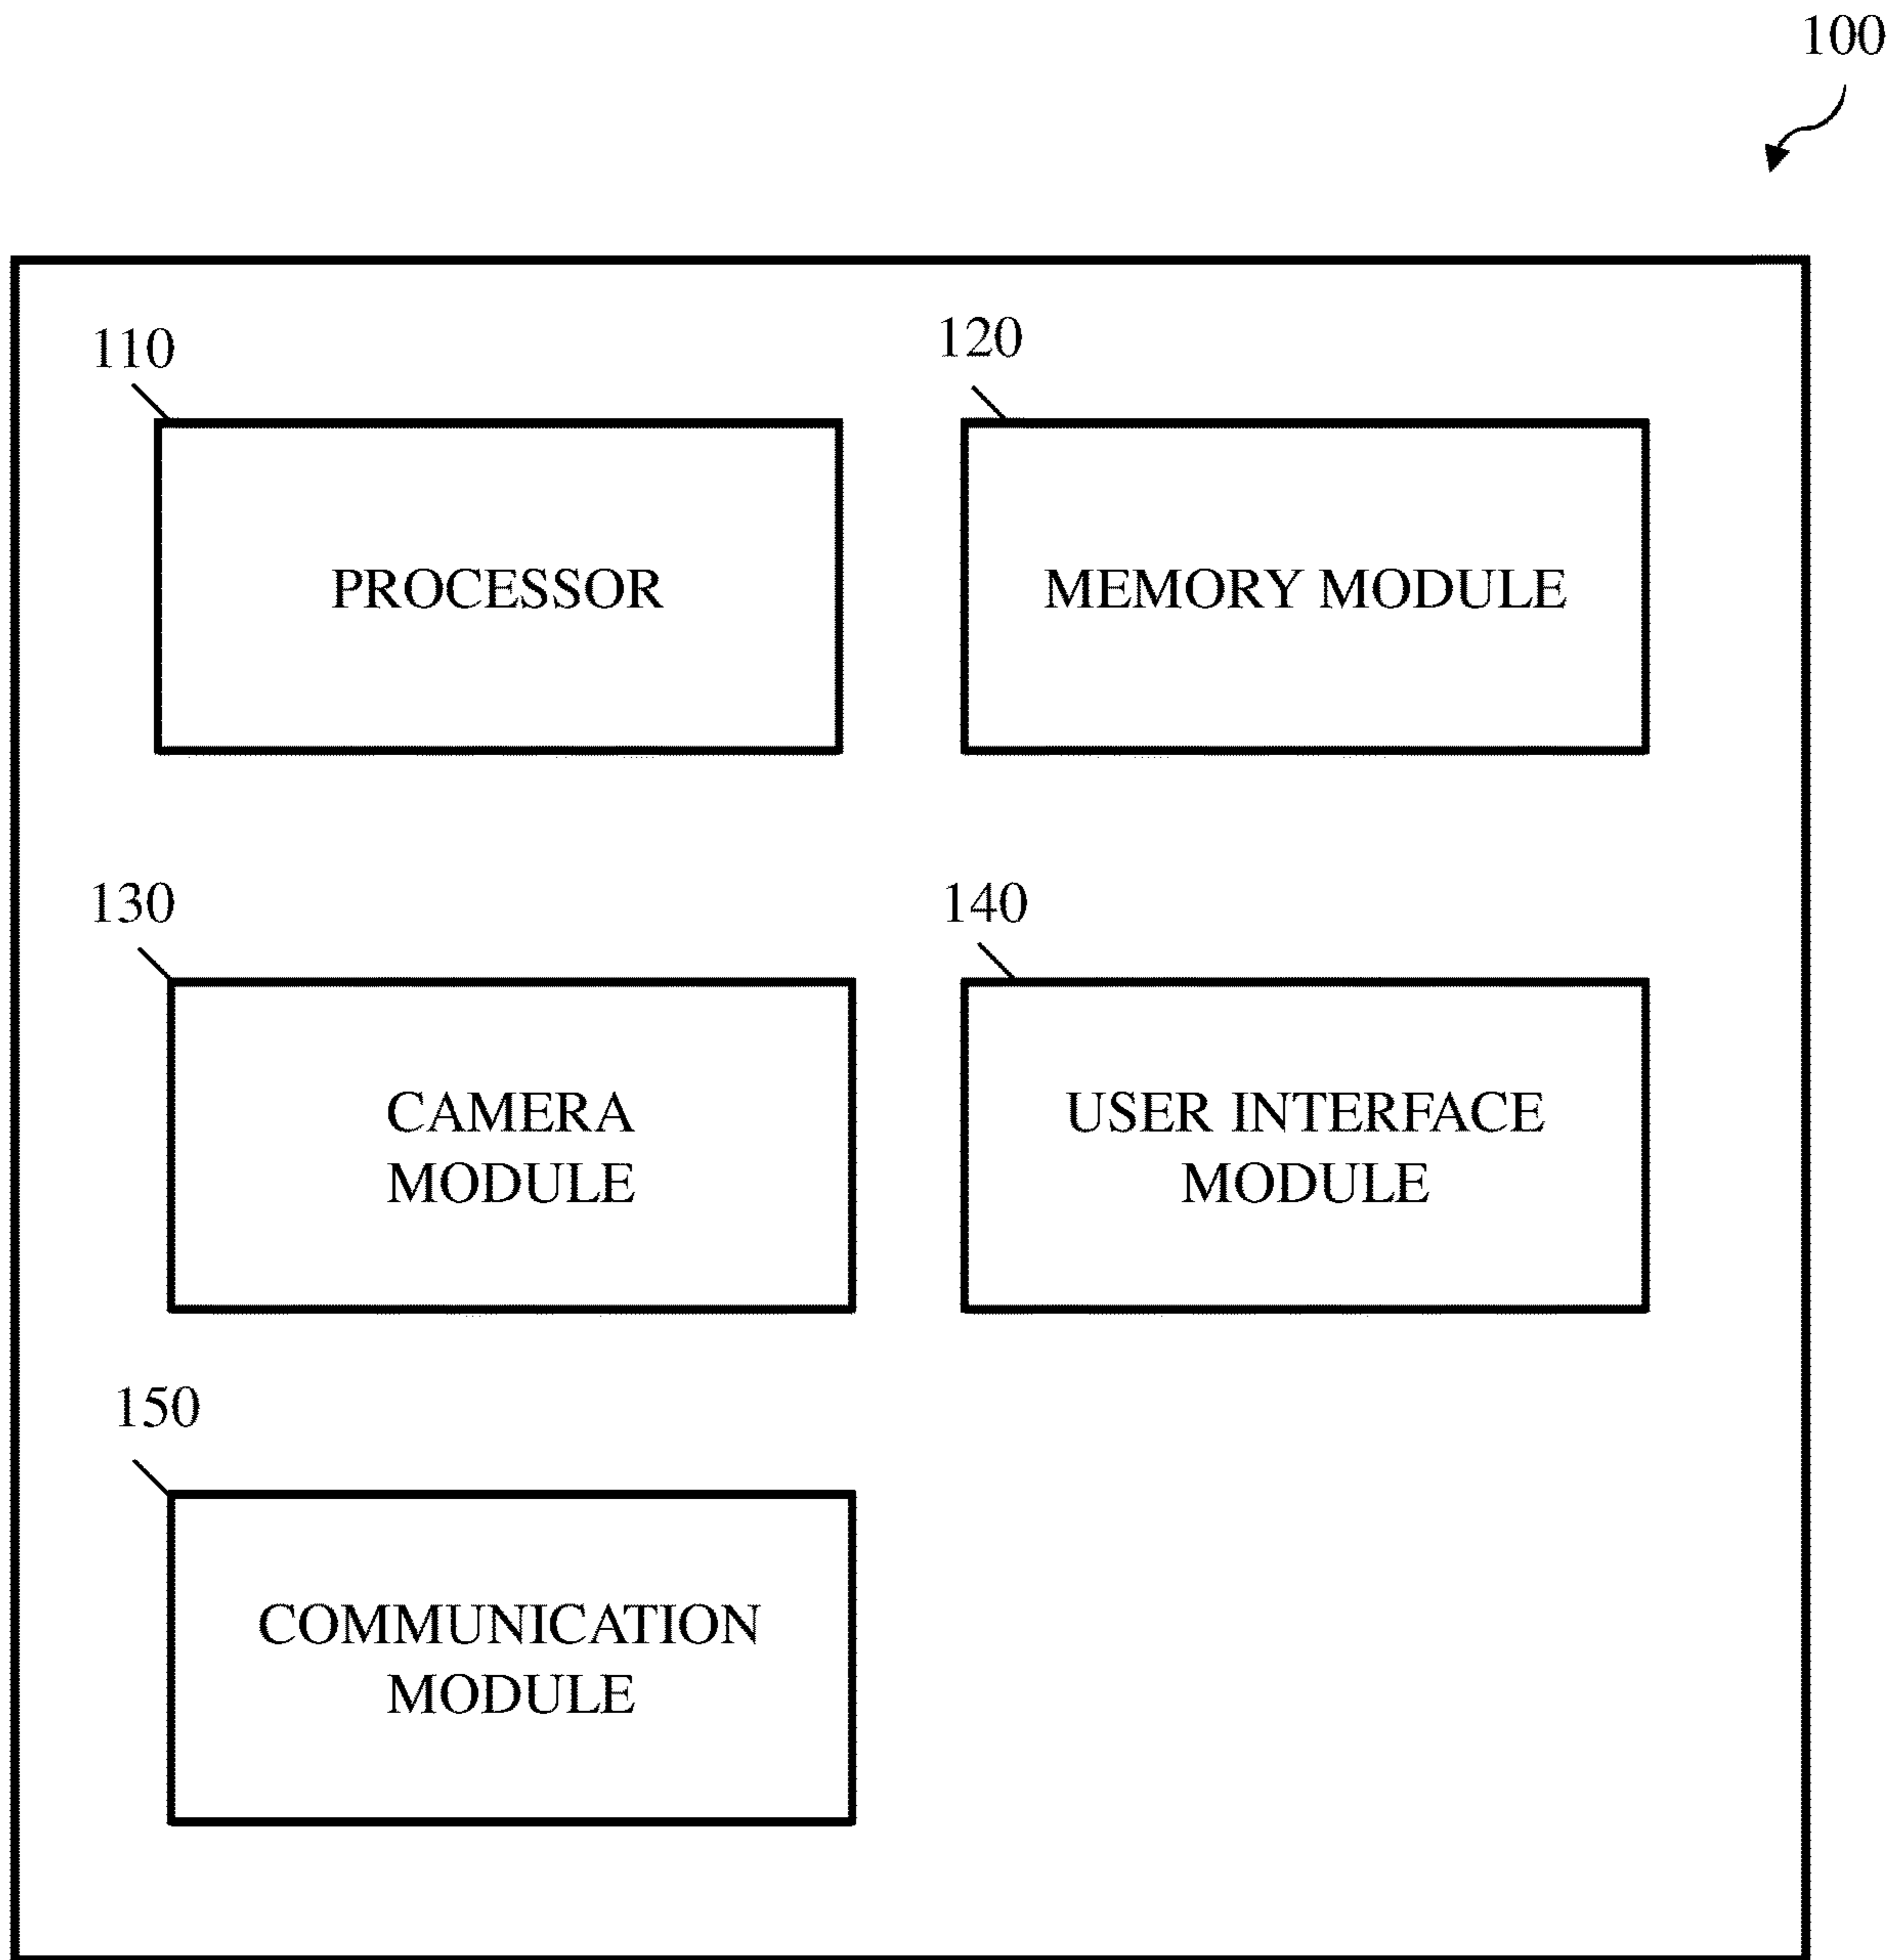 100
110
PROCESSOR
120
MEMORY MODULE
130
CAMERA
MODULE
140
USER INTERFACE
MODULE
150
COMMUNICATION
MODULE